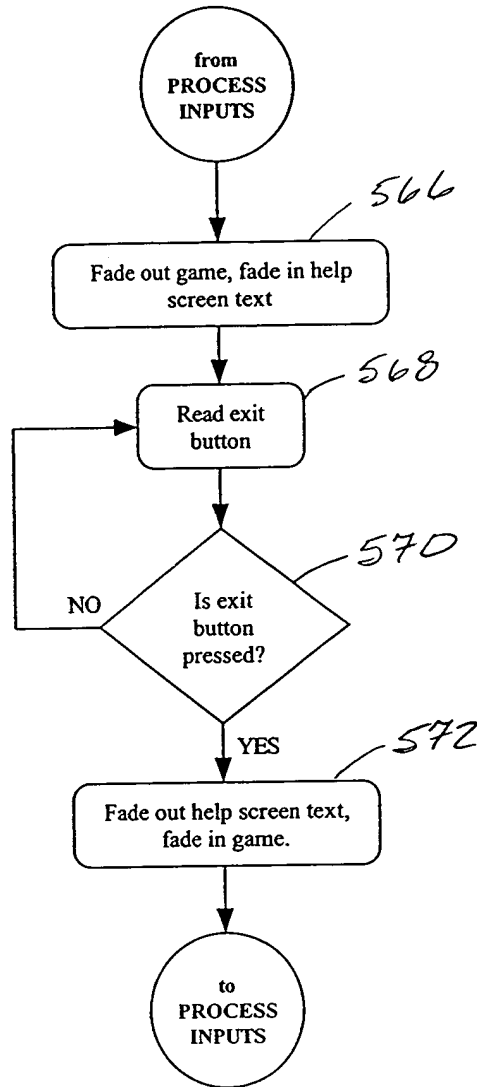 from
PROCESS
INPUTS
566
Fade out game, fade in help
screen text
568
Read exit
button
570
NO
Is exit
button
pressed?
YES
572
Fade out help screen text,
fade in game.
to
PROCESS
INPUTS